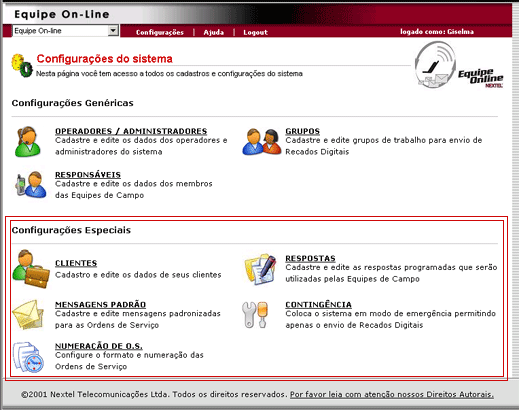 Equipe On-Line
Equipe On-line
Configurações | Ajuda | Logout
logado como: Giselma
Configurações do sistema
Nesta página você tem acesso a todos os cadastros e configurações do sistema
Equipe
Online
NEXTEL
Configurações Genéricas
OPERADORES / ADMINISTRADORES
Cadastre e edite os dados dos operadores e
administradores do sistema
GRUPOS
Cadastre e edite grupos de trabalho para envio de
Recados Digitais
RESPONSÁVEIS
Cadastre e edite os dados dos membros
das Equipes de Campo
Configurações Especiais
CLIENTES
Cadastro e edite os dados de seus clientes
RESPOSTAS
Cadastre e edite as respostas programadas que serão
utilizadas pelas Equipes de Campo
MENSAGENS PADRÃO
Cadastre e edite mensagens padronizadas
para as Ordens de Serviço
CONTINGÊNCIA
Coloca o sistema em modo de emergência permitindo
apenas o envio de Recados Digitais
NUMERAÇÃO DE O.S.
Configure o formato e numeração das
Ordens de Serviço
©2001 Nextel Telecomunicações Ltda. Todos os direitos reservados. Por favor leia com atenção nossos Direitos Autorais.